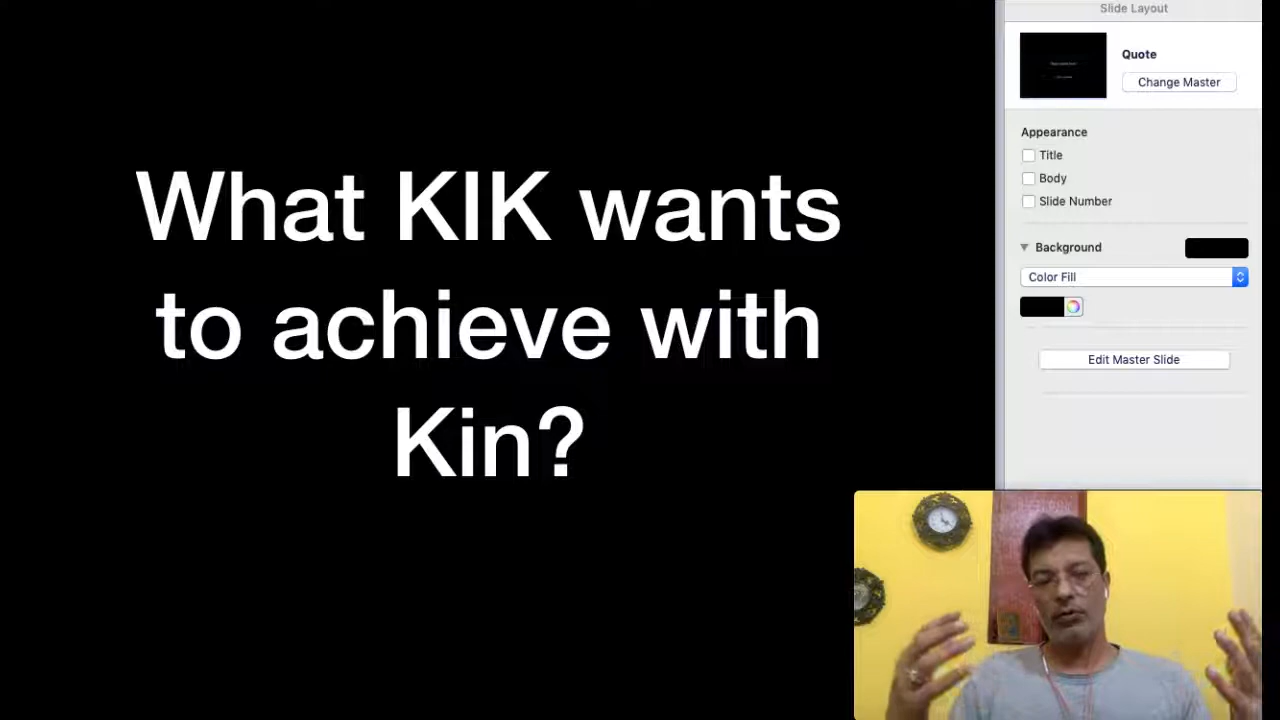 What KIK wants
to achieve with
Kin?
Slide Layout
Quote
Change Master
Appearance
Title
Body
Slide Number
Background
Color Fill
Edit Master Slide